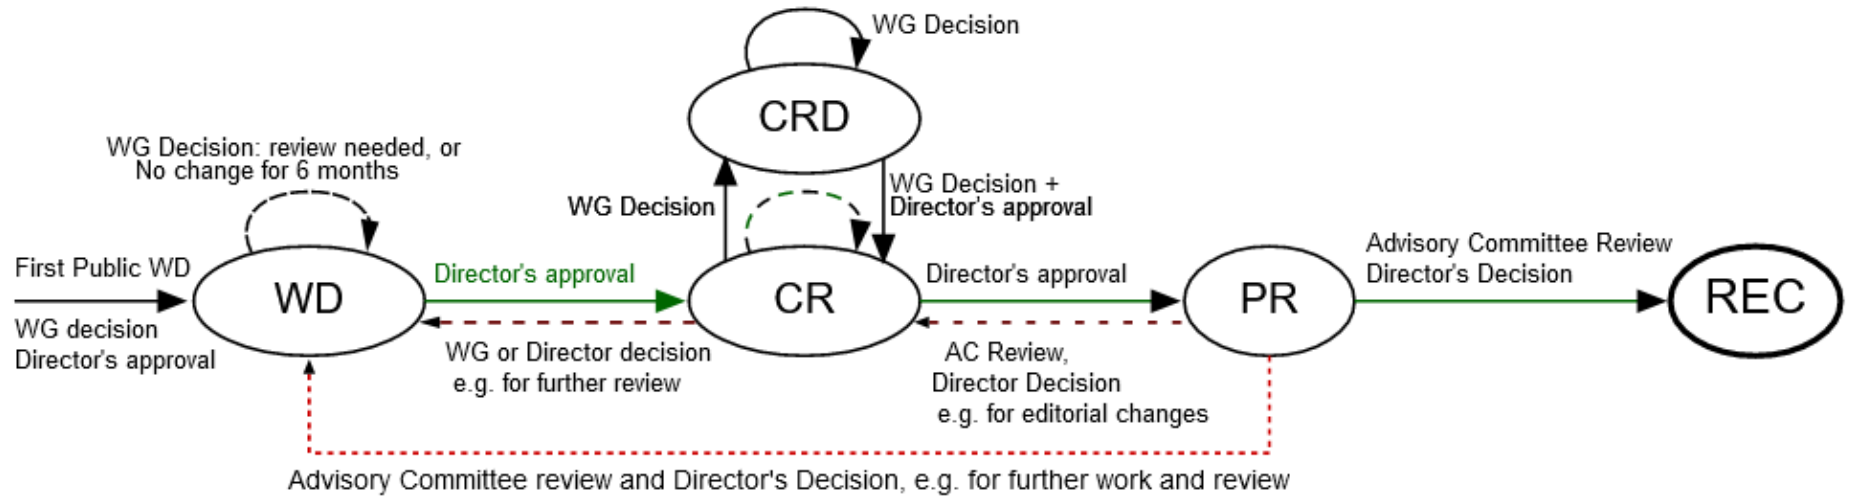 WG Decision
CRD
WG Decision: review needed, or
No change for 6 months
WG Decision
WG Decision +
Director's approval
First Public WD
WD
Director's approval
CR
Director's approval
PR
Advisory Committee Review
Director's Decision
REC
WG decision
Director's approval
WG or Director decision
e.g. for further review
AC Review,
Director Decision
e.g. for editorial changes
Advisory Committee review and Director's Decision, e.g. for further work and review